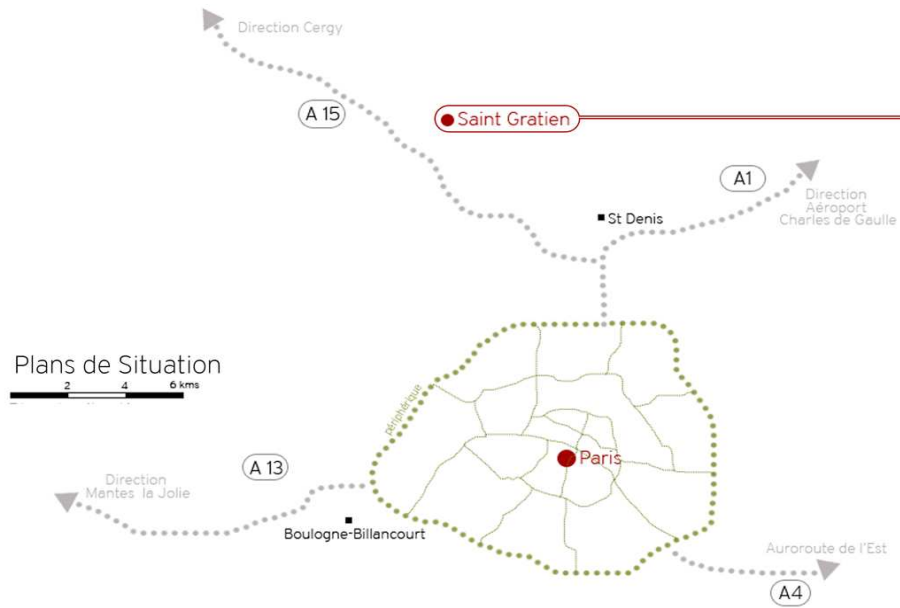 Direction Cergy
A 15
Saint Gratien
A1
Direction
Aéroport
Charles de Gaulle
St Denis
Plans de Situation
2 4 6 kms
périphérique
Paris
A 13
Direction
Mantes la Jolie
Boulogne-Billancourt
Auroroute de l'Est
A4